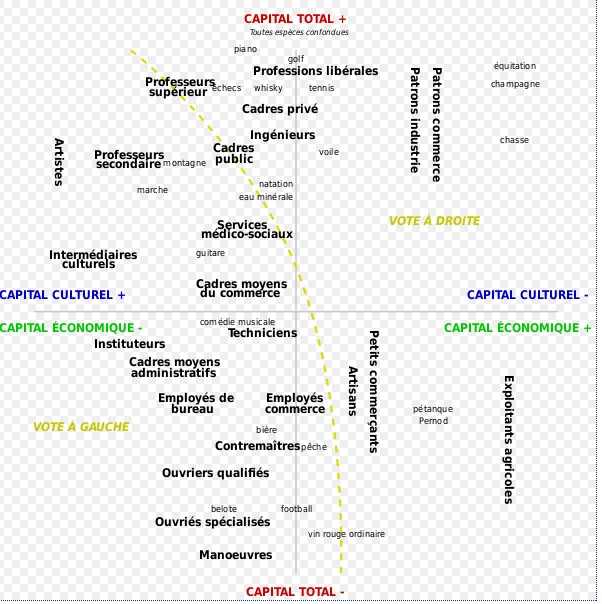 CAPITAL TOTAL +
Toutes espèces confondues
piano
golf
Professions libérales
équitation
Professeurs
supérieur
échecs
whisky
tennis
champagne
Patrons industrie
Patrons commerce
Cadres privé
Ingénieurs
chasse
Artistes
Professeurs
secondaire
montagne
Cadres
public
voile
marche
natation
eau minérale
VOTE À DROITE
Services
médico-sociaux
Intermédiaires
culturels
guitare
Cadres moyens
du commerce
CAPITAL CULTUREL +
CAPITAL CULTUREL -
CAPITAL ÉCONOMIQUE -
CAPITAL ÉCONOMIQUE +
comédie musicale
Techniciens
Instituteurs
Cadres moyens
administratifs
Artisans
Petits commerçants
Exploitants agricoles
Employés de
bureau
Employés
commerce
pétanque
Pernod
VOTE À GAUCHE
bière
Contremaîtres
pêche
Ouvriers qualifiés
belote
football
Ouvriés spécialisés
vin rouge ordinaire
Manoeuvres
CAPITAL TOTAL -